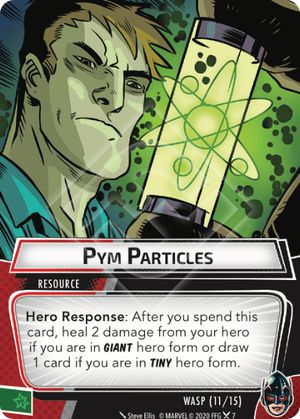 PYM PARTICLES
RESOURCE
Hero Response: After you spend this
card, heal 2 damage from your hero
if you are in GIANT hero form or draw
1 card if you are in TINY hero form.
WASP (11/15)
Steve Ellis © MARVEL © 2020 FFG